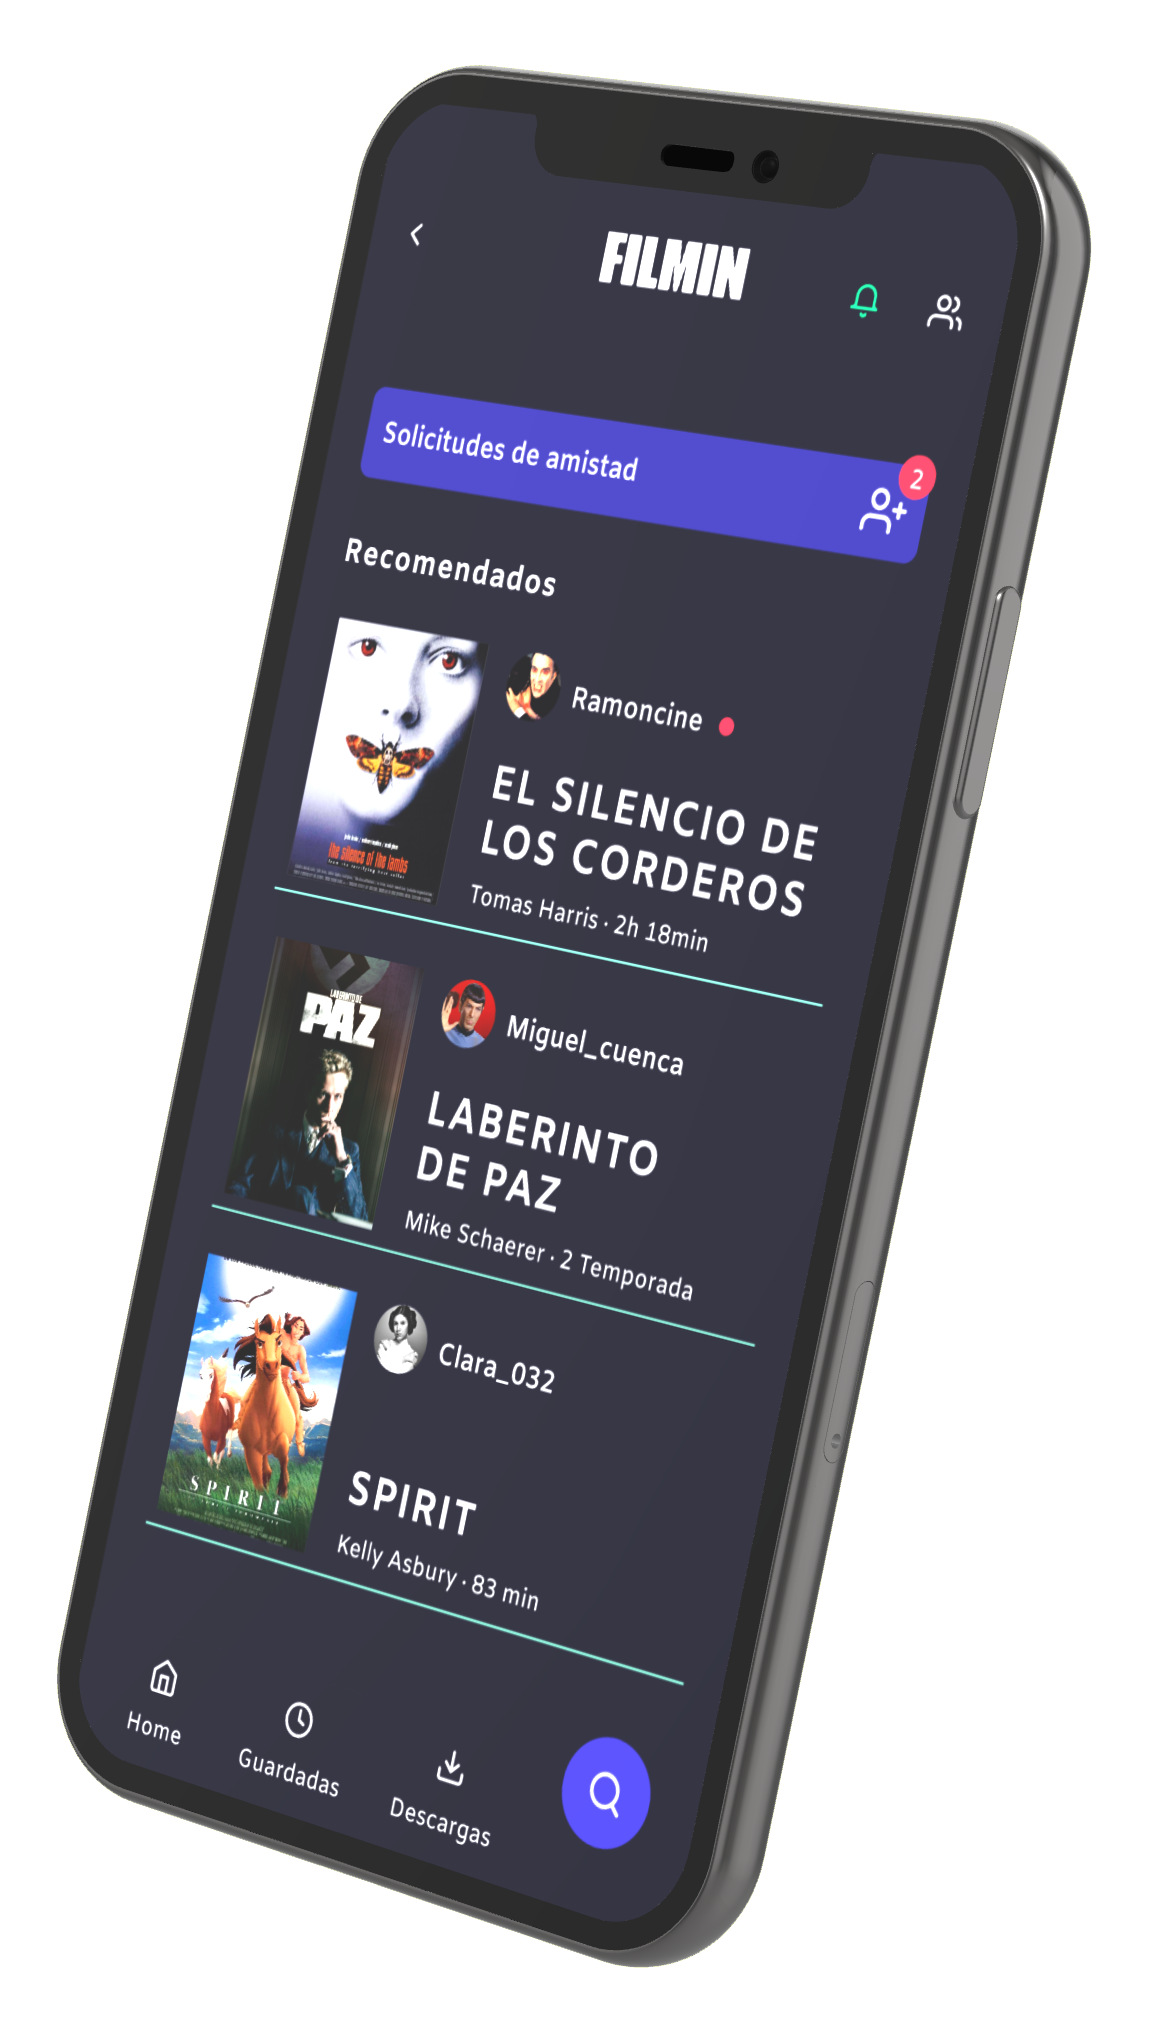 FILMIN
Solicitudes de amistad
2
Recomendados
Ramoncine
EL SILENCIO DE
LOS CORDEROS
Tomas Harris · 2h 18min
the silence of the lambs
Miguel_cuenca
LABERINTO
DE PAZ
Mike Schaerer · 2 Temporada
LABERINTO DE
PAZ
Clara_032
SPIRIT
Kelly Asbury · 83 min
SPIRIT
Home
Guardadas
Descargas